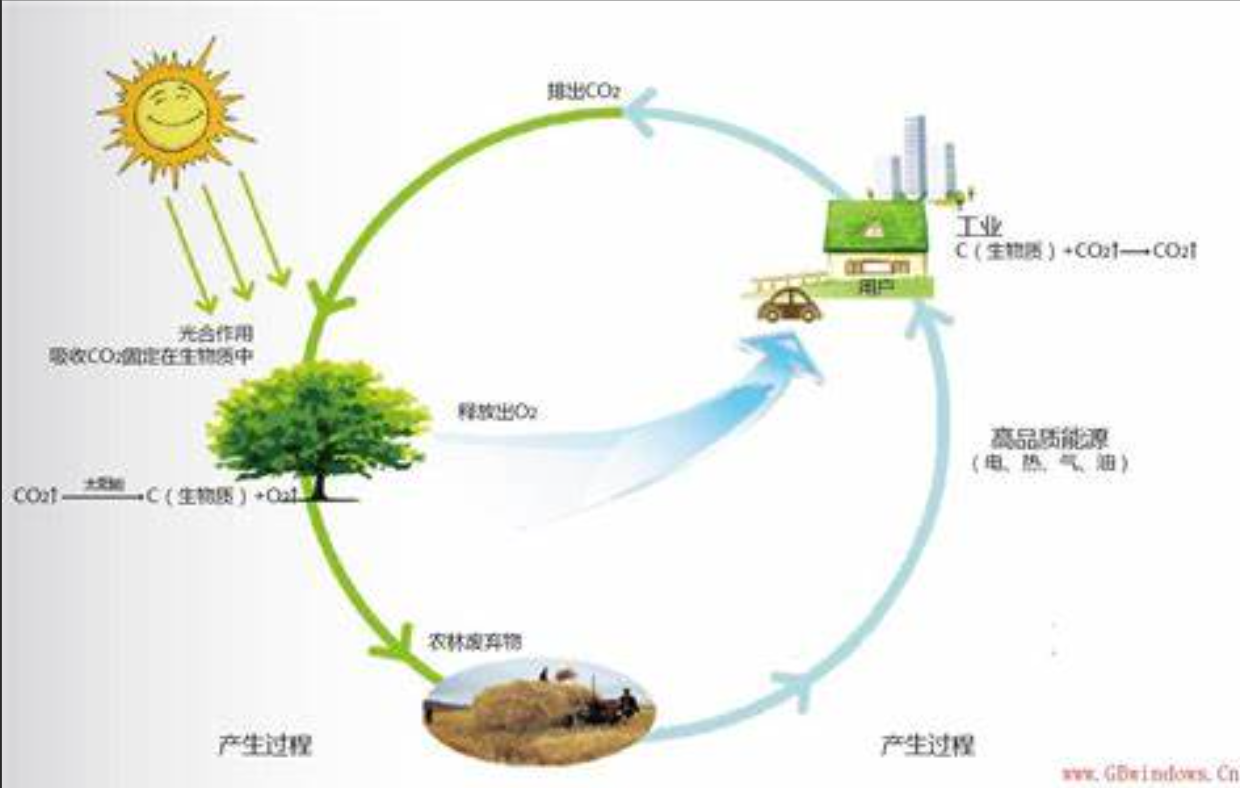 排出CO₂
工业
C（生物质）+CO₂↑→CO₂↑
用户
光合作用
吸收CO₂固定在生物质中
释放出O₂
高品质能源
（电、热、气、油）
CO₂↑ 太阳能→C（生物质）+O₂↑
农林废弃物
产生过程
产生过程
www.GBwindows.Cn